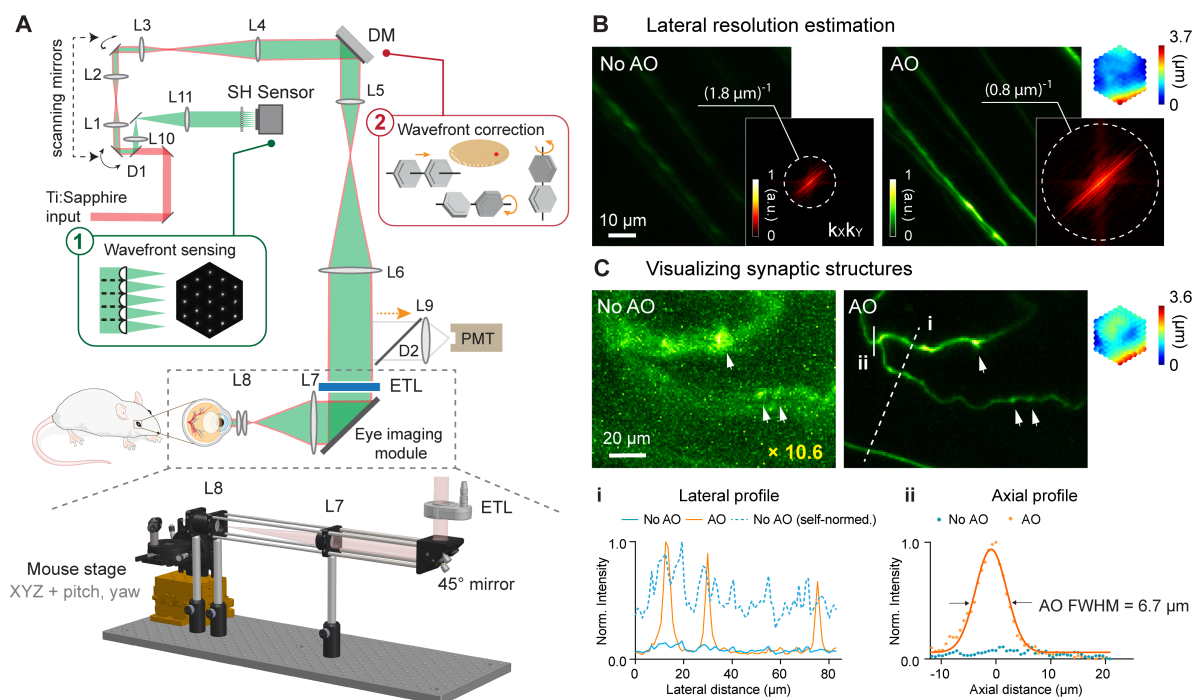 A
L3
L4
DM
scanning mirrors
L2
L11
SH Sensor
L5
L1
L10
D1
2
Wavefront correction
Ti:Sapphire
input
1
Wavefront sensing
L6
L9
D2
PMT
L8
L7
ETL
Eye imaging
module
L8
L7
ETL
Mouse stage
XYZ + pitch, yaw
45° mirror
B Lateral resolution estimation
No AO
(1.8 µm)⁻¹
1
(a.u.)
0
10 µm
kXkY
AO
(0.8 µm)⁻¹
1
(a.u.)
0
3.7
(µm)
0
C Visualizing synaptic structures
No AO
20 µm
× 10.6
AO
i
ii
3.6
(µm)
0
i Lateral profile
No AO AO No AO (self-normed.)
Norm. Intensity
1.0
0.0
0 20 40 60 80
Lateral distance (µm)
ii Axial profile
No AO AO
Norm. Intensity
1.0
0.0
AO FWHM = 6.7 µm
-10 0 10 20
Axial distance (µm)